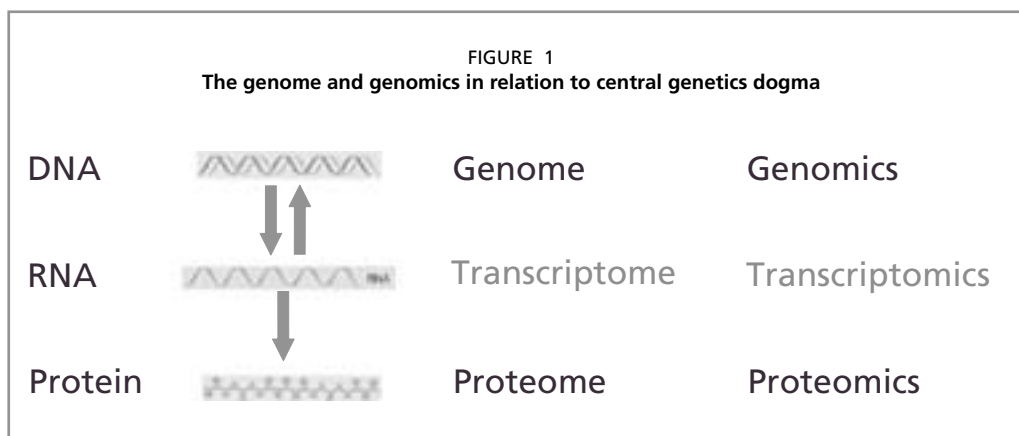 FIGURE 1
The genome and genomics in relation to central genetics dogma
DNA Genome Genomics
RNA RNA Transcriptome Transcriptomics
Protein Proteome Proteomics